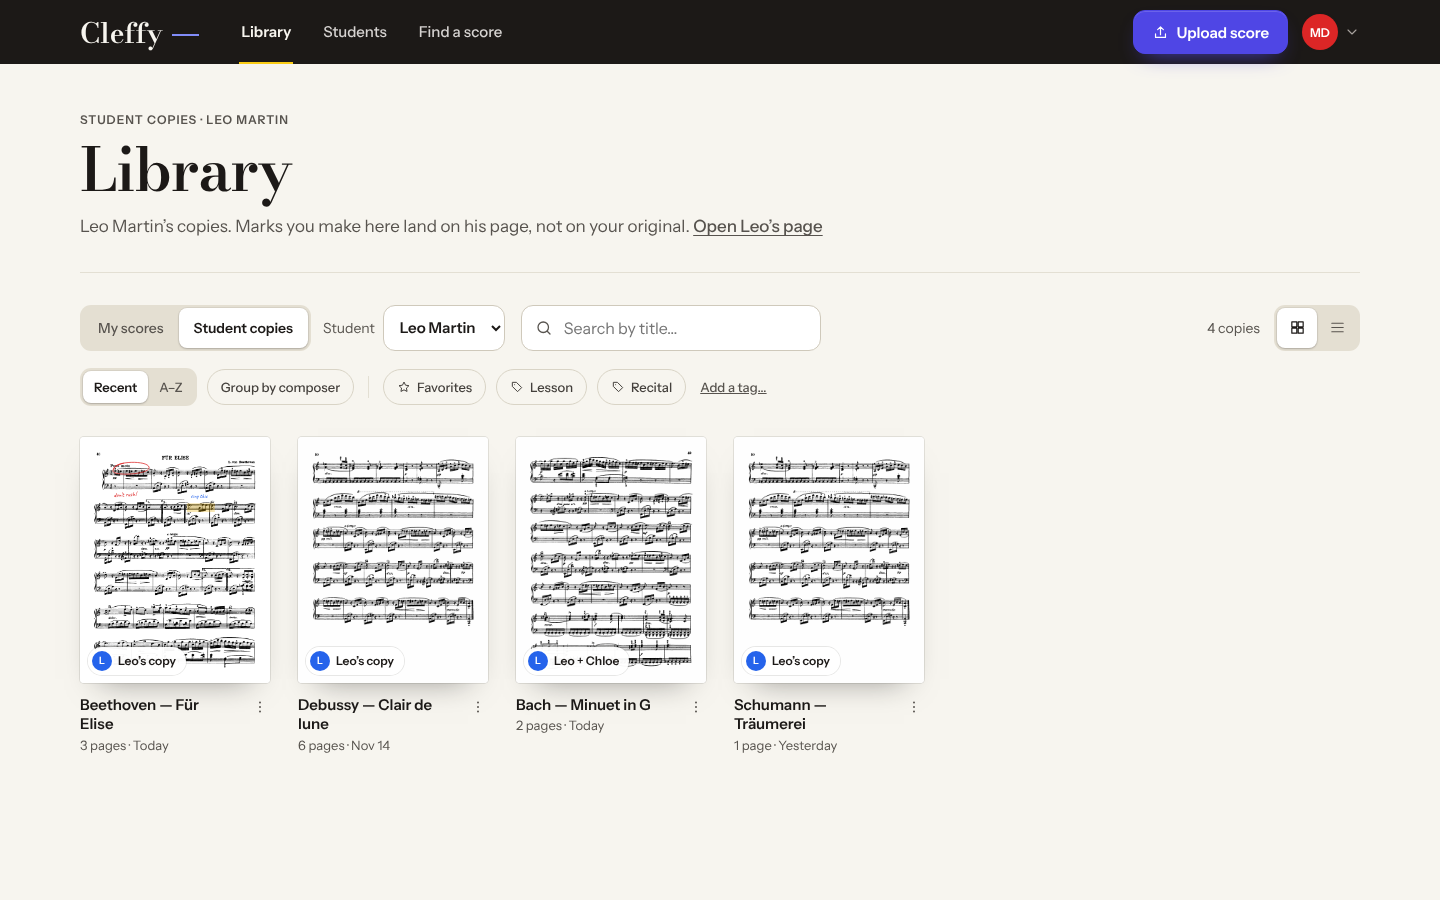 Cleffy
Library
Students
Find a score
Upload score
MD
STUDENT COPIES · LEO MARTIN
Library
Leo Martin’s copies. Marks you make here land on his page, not on your original. Open Leo’s page
My scores
Student copies
Student
Leo Martin
Search by title...
4 copies
Recent
A–Z
Group by composer
Favorites
Lesson
Recital
Add a tag...
FÜR ELISE
don't rush!
L Leo’s copy
L Leo’s copy
L Leo + Chloe
L Leo’s copy
Beethoven — Für
Elise
3 pages · Today
Debussy — Clair de
lune
6 pages · Nov 14
Bach — Minuet in G
2 pages · Today
Schumann —
Träumerei
1 page · Yesterday